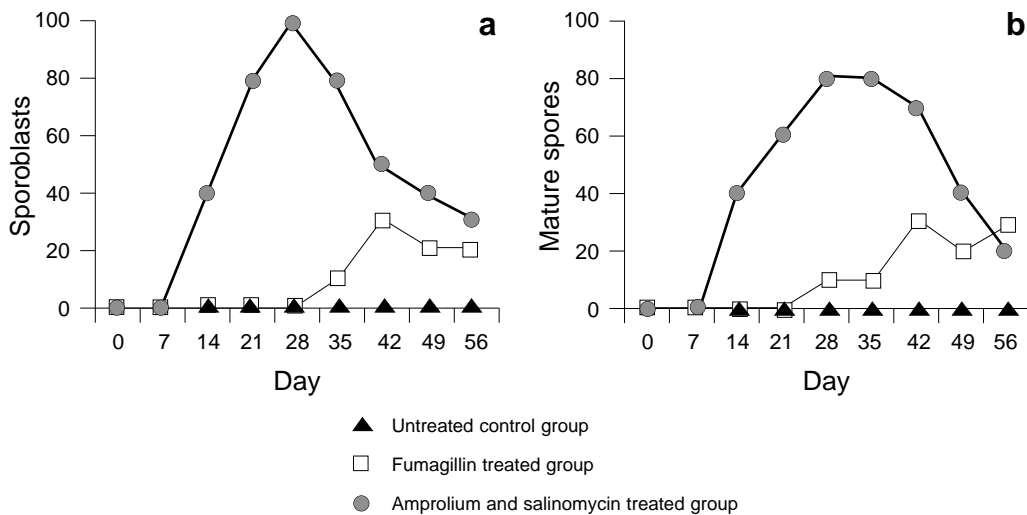 a
100
80
60
40
20
0
Sporoblasts
0 7 14 21 28 35 42 49 56
Day
b
100
80
60
40
20
0
Mature spores
0 7 14 21 28 35 42 49 56
Day
Untreated control group
Fumagillin treated group
Amprolium and salinomycin treated group